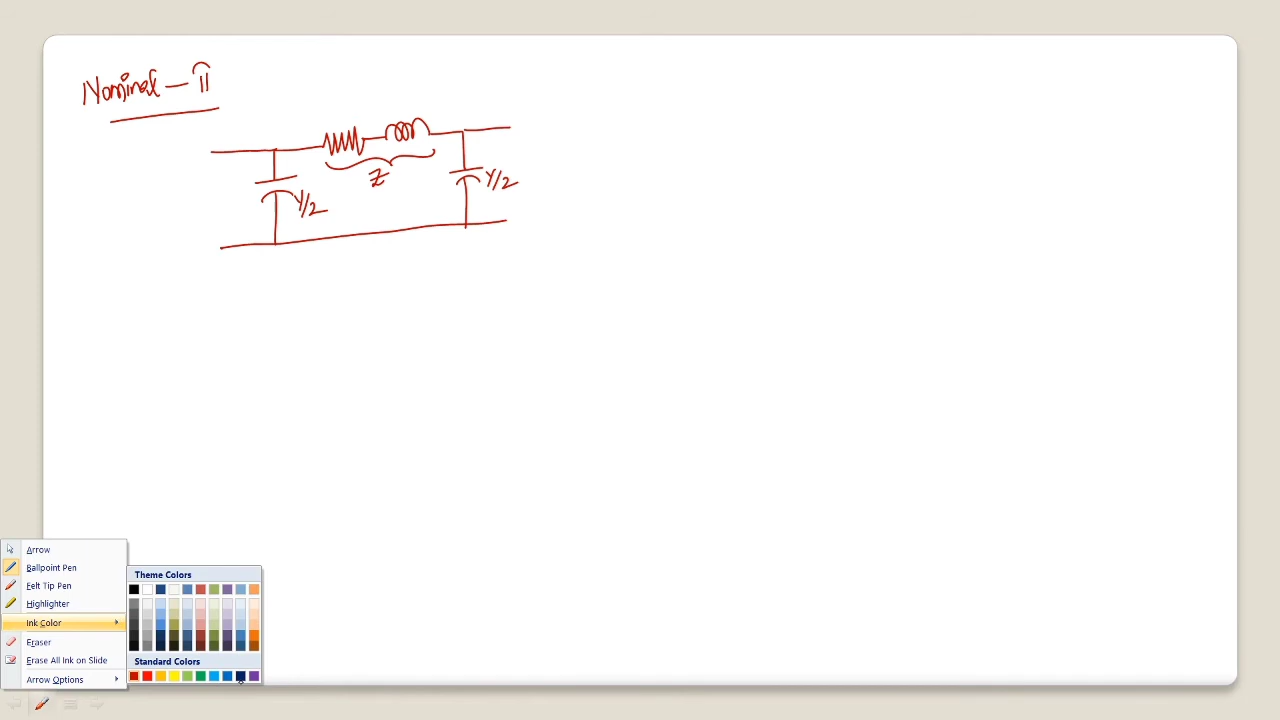 Nominal - π
Z
Y/2
Y/2
Arrow
Ballpoint Pen
Felt Tip Pen
Highlighter
Ink Color
Eraser
Erase All Ink on Slide
Arrow Options
Theme Colors
Standard Colors